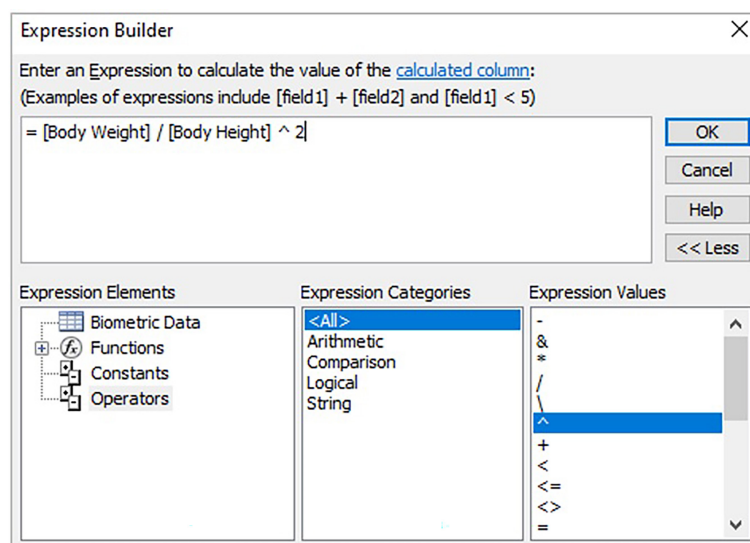 Expression Builder
Enter an Expression to calculate the value of the calculated column:
(Examples of expressions include [field1] + [field2] and [field1] < 5)
= [Body Weight] / [Body Height] ^ 2
OK
Cancel
Help
<< Less
Expression Elements
Biometric Data
Functions
Constants
Operators
Expression Categories
<All>
Arithmetic
Comparison
Logical
String
Expression Values
-
&
*
/
\
^
+
<
<=
<>
=